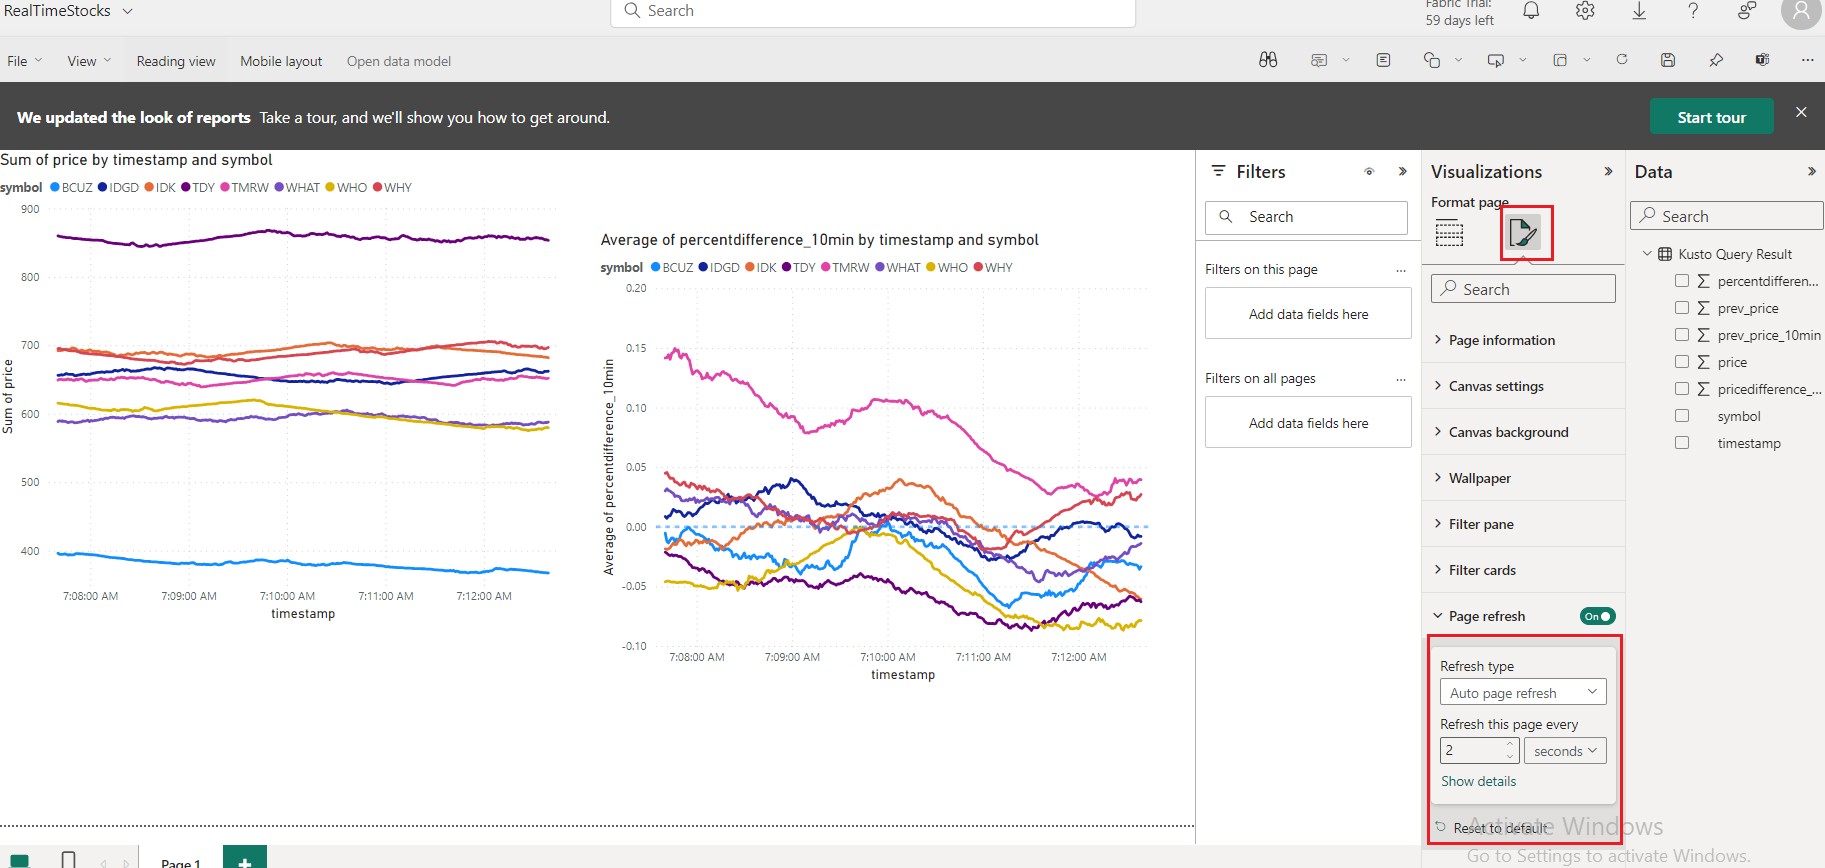 RealTimeStocks
Search
Fabric Trial:
59 days left
File
View
Reading view
Mobile layout
Open data model
We updated the look of reports Take a tour, and we'll show you how to get around.
Start tour
Sum of price by timestamp and symbol
symbol BCUZ IDGD IDK TDY TMRW WHAT WHO WHY
900
800
700
600
500
400
Sum of price
7:08:00 AM 7:09:00 AM 7:10:00 AM 7:11:00 AM 7:12:00 AM
timestamp
Average of percentdifference_10min by timestamp and symbol
symbol BCUZ IDGD IDK TDY TMRW WHAT WHO WHY
0.20
0.15
0.10
0.05
0.00
-0.05
-0.10
Average of percentdifference_10min
7:08:00 AM 7:09:00 AM 7:10:00 AM 7:11:00 AM 7:12:00 AM
timestamp
Page 1
Filters
Search
Filters on this page ...
Add data fields here
Filters on all pages ...
Add data fields here
Visualizations
Format page
Search
Page information
Canvas settings
Canvas background
Wallpaper
Filter pane
Filter cards
Page refresh On
Refresh type
Auto page refresh
Refresh this page every
2 seconds
Show details
Reset to default
Data
Search
Kusto Query Result
percentdifferen...
prev_price
prev_price_10min
price
pricedifference_...
symbol
timestamp
Activate Windows
Go to Settings to activate Windows.